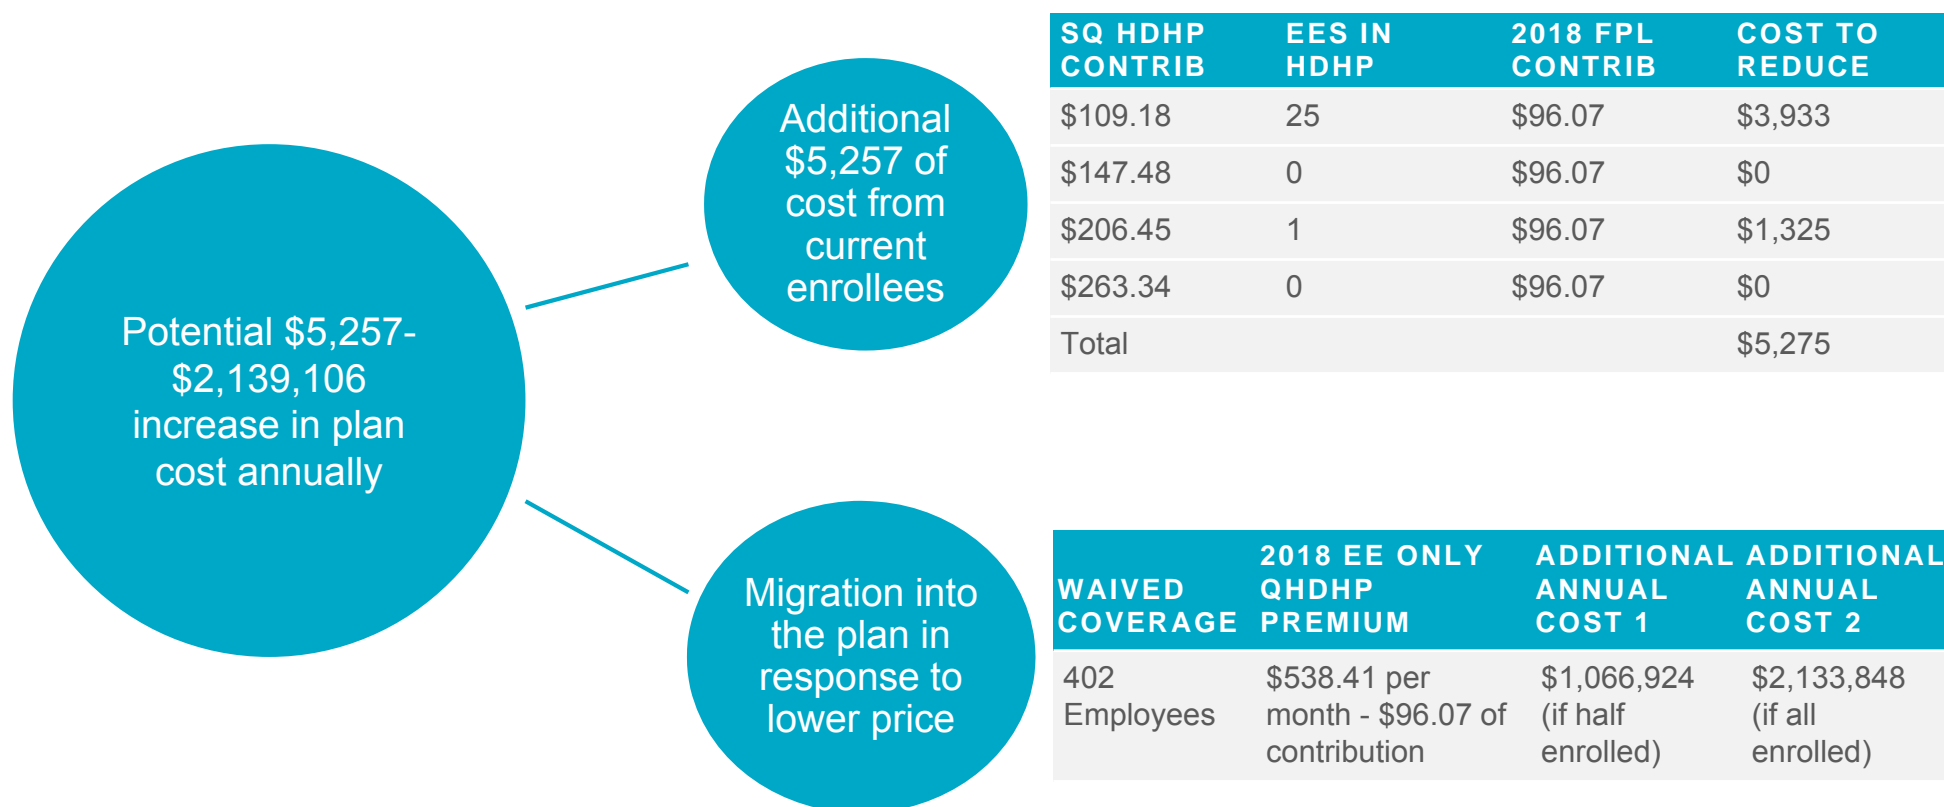 Potential $5,257-
$2,139,106
increase in plan
cost annually
Additional
$5,257 of
cost from
current
enrollees
Migration into
the plan in
response to
lower price
SQ HDHP CONTRIB EES IN HDHP 2018 FPL CONTRIB COST TO REDUCE
$109.18 25 $96.07 $3,933
$147.48 0 $96.07 $0
$206.45 1 $96.07 $1,325
$263.34 0 $96.07 $0
Total $5,275
WAIVED COVERAGE 2018 EE ONLY QHDHP PREMIUM ADDITIONAL ANNUAL COST 1 ADDITIONAL ANNUAL COST 2
402 Employees $538.41 per month - $96.07 of contribution $1,066,924 (if half enrolled) $2,133,848 (if all enrolled)